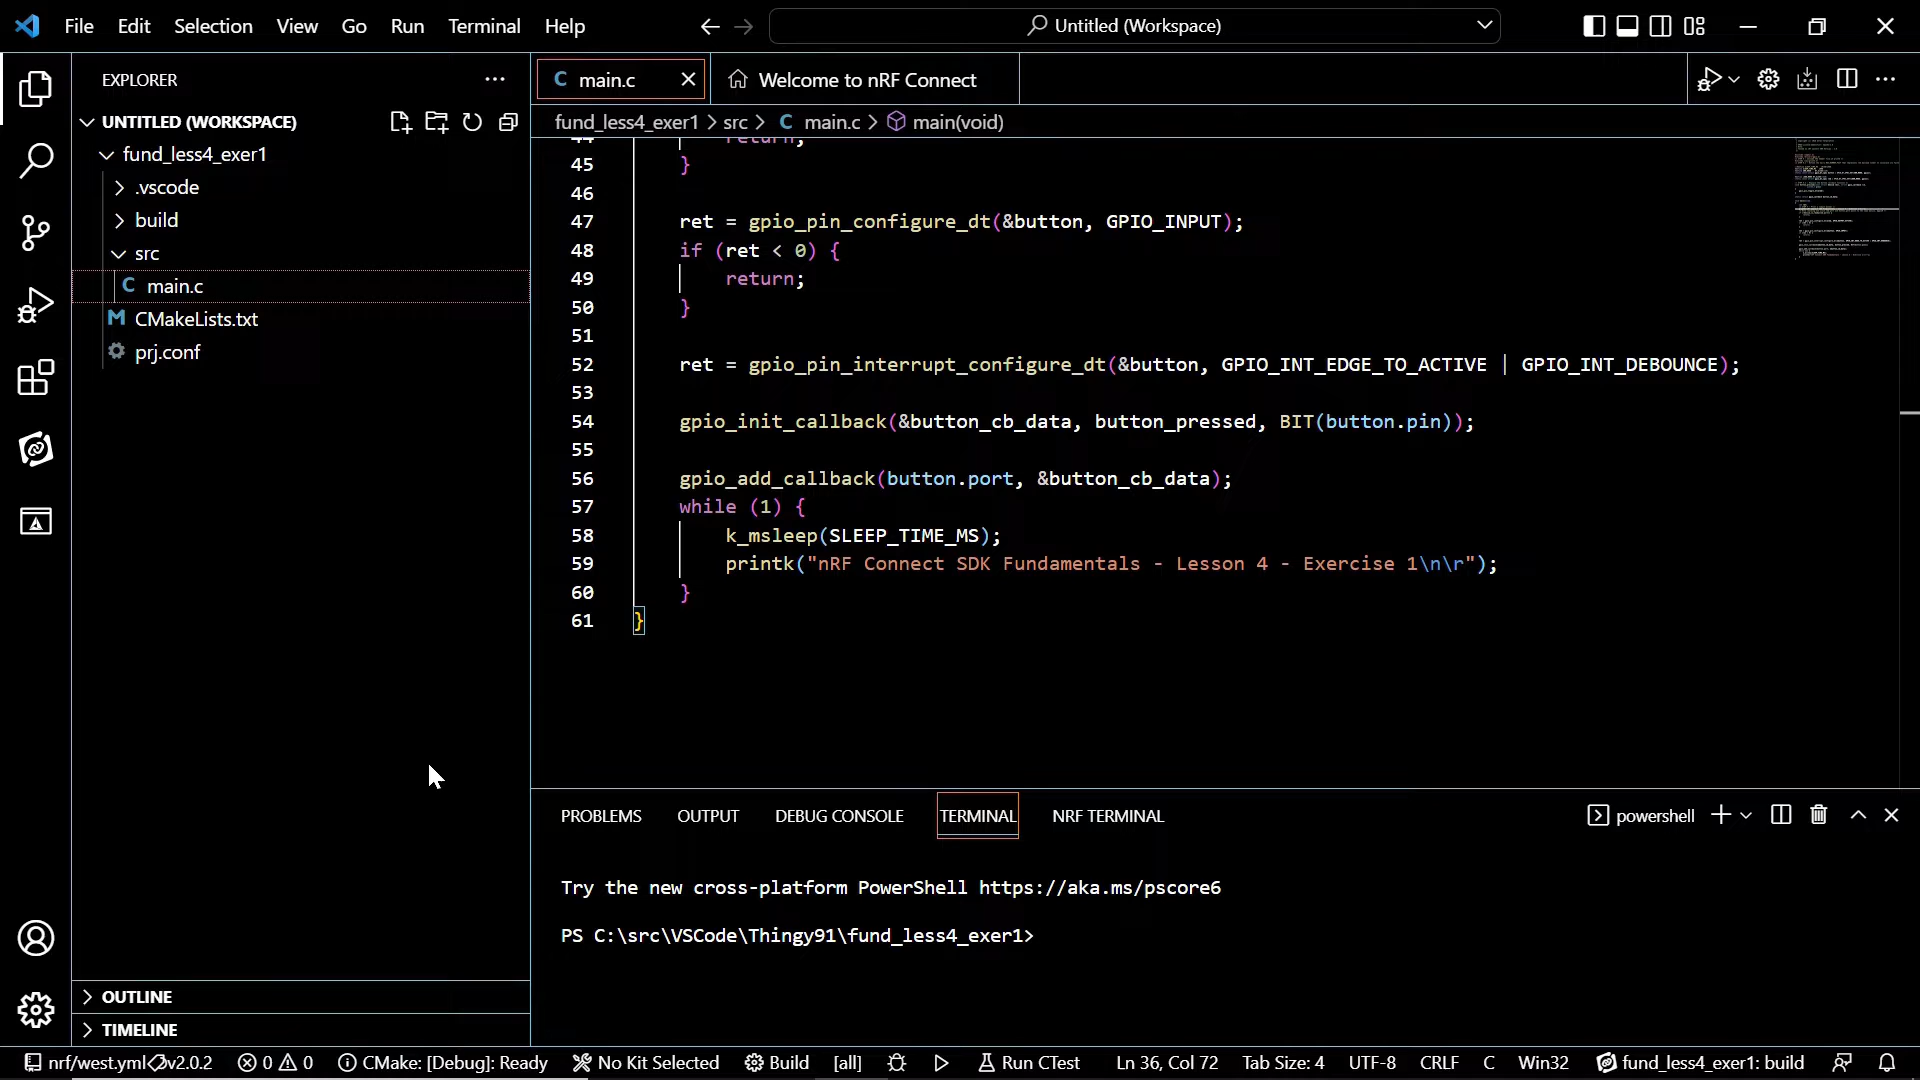 File Edit Selection View Go Run Terminal Help
Untitled (Workspace)
EXPLORER
UNTITLED (WORKSPACE)
fund_less4_exer1
.vscode
build
src
C main.c
M CMakeLists.txt
prj.conf
OUTLINE
TIMELINE
C main.c
Welcome to nRF Connect
fund_less4_exer1 > src > C main.c > main(void)
44 return;
45 }
46
47 ret = gpio_pin_configure_dt(&button, GPIO_INPUT);
48 if (ret < 0) {
49 return;
50 }
51
52 ret = gpio_pin_interrupt_configure_dt(&button, GPIO_INT_EDGE_TO_ACTIVE | GPIO_INT_DEBOUNCE);
53
54 gpio_init_callback(&button_cb_data, button_pressed, BIT(button.pin));
55
56 gpio_add_callback(button.port, &button_cb_data);
57 while (1) {
58 k_msleep(SLEEP_TIME_MS);
59 printk("nRF Connect SDK Fundamentals - Lesson 4 - Exercise 1\n\r");
60 }
61 }
PROBLEMS OUTPUT DEBUG CONSOLE TERMINAL NRF TERMINAL
powershell
Try the new cross-platform PowerShell https://aka.ms/pscore6
PS C:\src\VSCode\Thingy91\fund_less4_exer1>
nrf/west.yml v2.0.2 0 0 CMake: [Debug]: Ready No Kit Selected Build [all] Run CTest Ln 36, Col 72 Tab Size: 4 UTF-8 CRLF C Win32 fund_less4_exer1: build